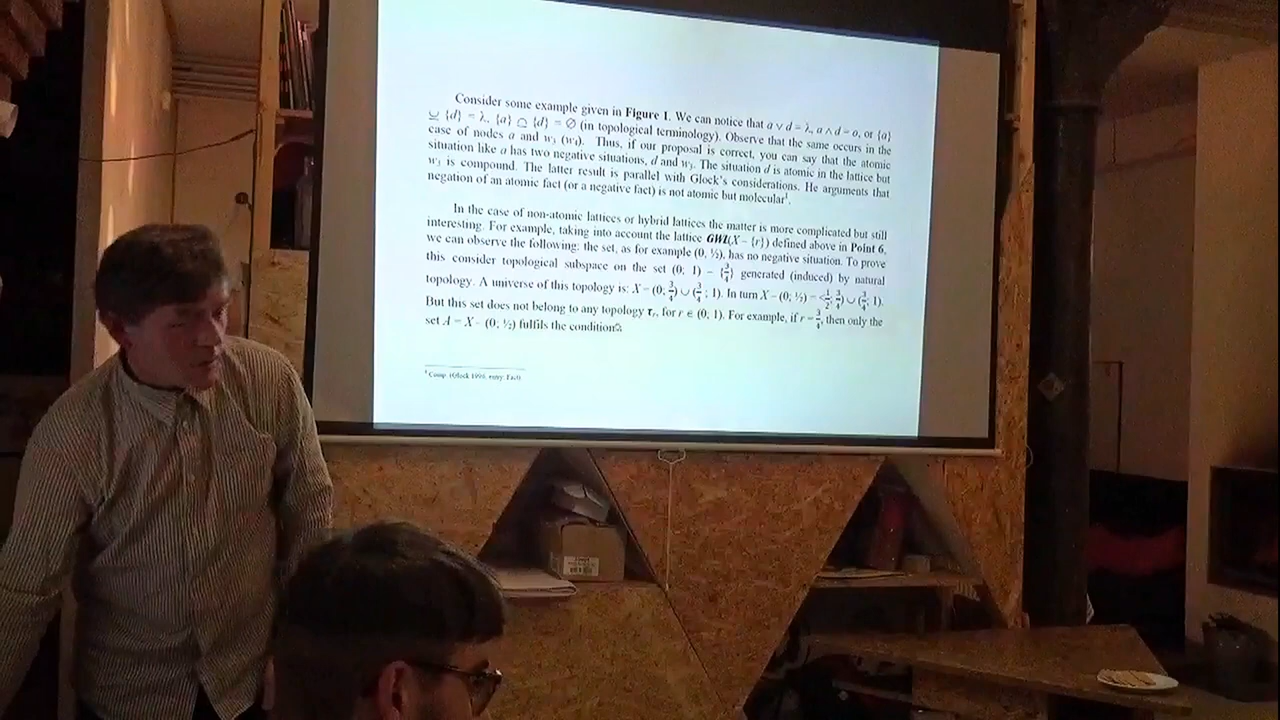 Consider some example given in Figure 1. We can notice that a ∨ d = λ, a ∧ d = o, or {a}
⊍ {d} = λ, {a} ⩀ {d} = ∅ (in topological terminology). Observe that the same occurs in the
case of nodes a and w₃ (w₄). Thus, if our proposal is correct, you can say that the atomic
situation like a has two negative situations, d and w₃. The situation d is atomic in the lattice but
w₃ is compound. The latter result is parallel with Glock's considerations. He arguments that
negation of an atomic fact (or a negative fact) is not atomic but molecular¹.
In the case of non-atomic lattices or hybrid lattices the matter is more complicated but still
interesting. For example, taking into account the lattice GWL(X – {r}) defined above in Point 6,
we can observe the following: the set, as for example (0, ½), has no negative situation. To prove
this consider topological subspace on the set (0; 1) – {3/4} generated (induced) by natural
topology. A universe of this topology is: X = (0; 3/4) ∪ (3/4; 1). In turn X – (0; ½) = <1/2; 3/4) ∪ (3/4; 1).
But this set does not belong to any topology τᵣ, for r ∈ (0; 1). For example, if r = 3/4, then only the
set A = X – (0; ½) fulfils the condition
¹ Comp. (Glock 1996, entry: Fact)